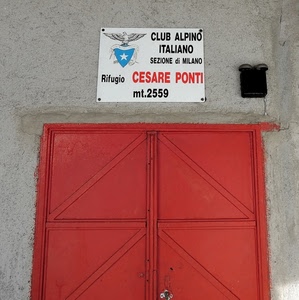 CLUB ALPINO
ITALIANO
SEZIONE di MILANO
Rifugio CESARE PONTI
mt.2559